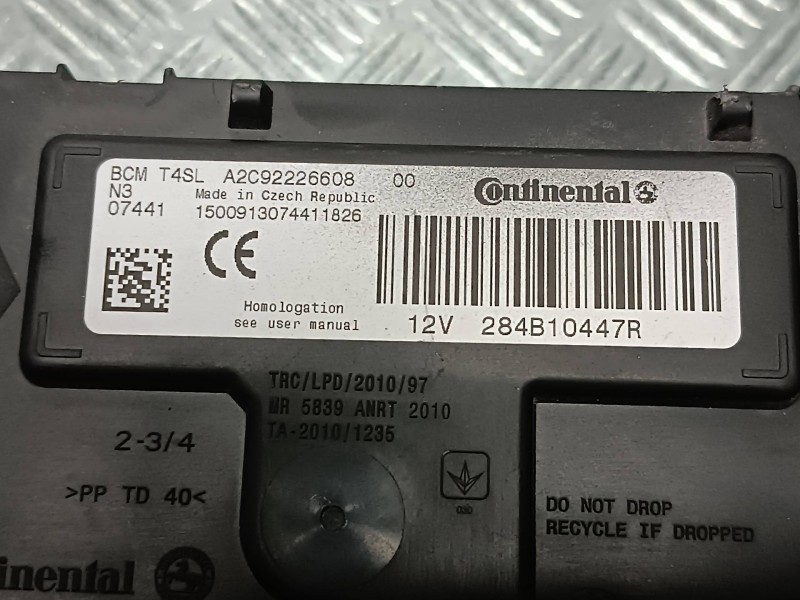 BCM T4SL A2C92226608 00
N3 Made in Czech Republic
07441 1500913074411826
Continental
CE
Homologation
see user manual
12V 284B10447R
TRC/LPD/2010/97
MR 5839 ANRT 2010
TA-2010/1235
2-3/4
>PP TD 40<
030
DO NOT DROP
RECYCLE IF DROPPED
inental